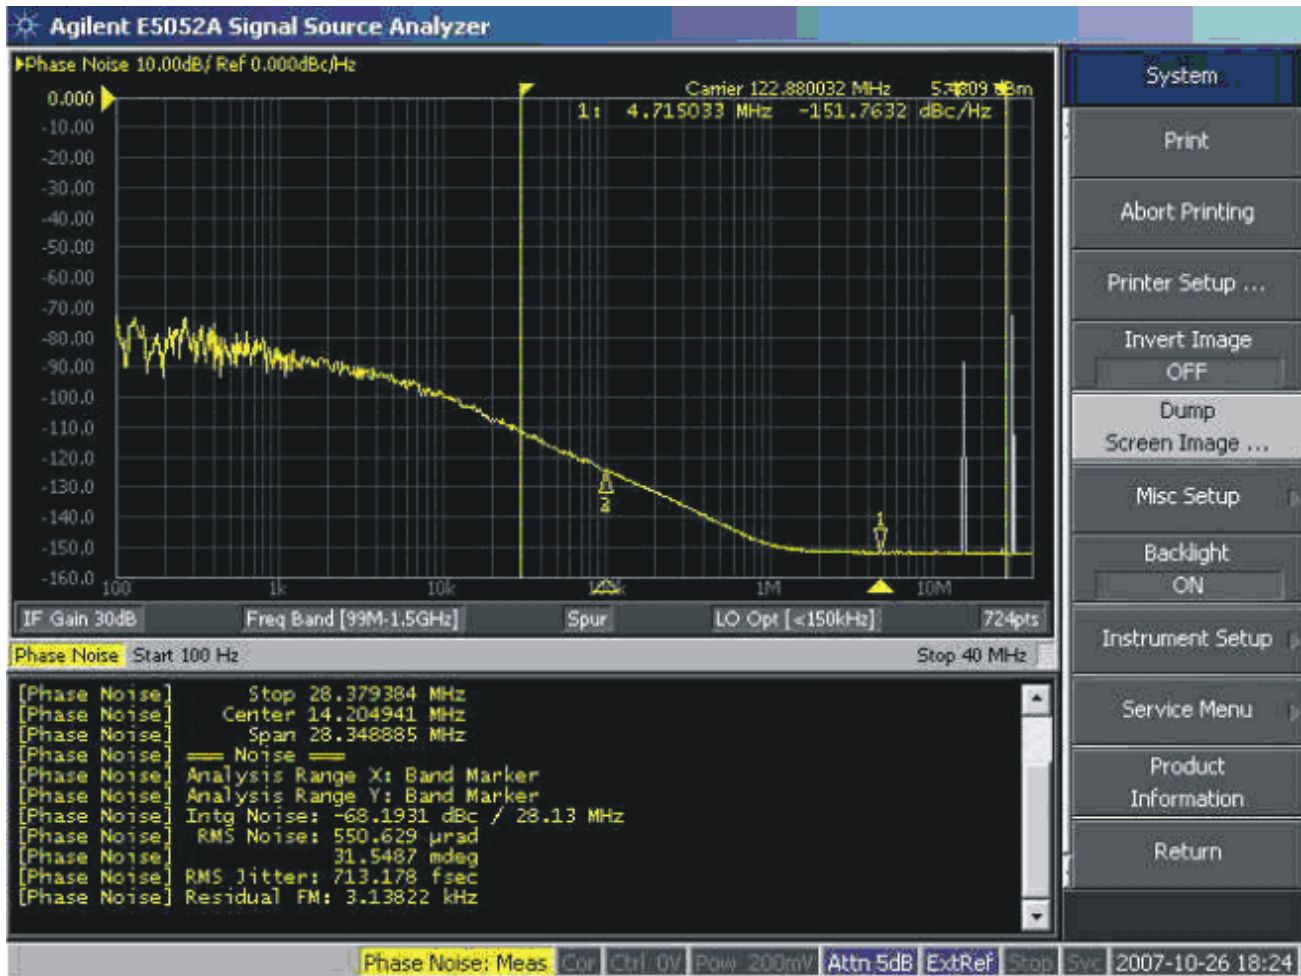 Agilent E5052A Signal Source Analyzer
Phase Noise 10.00dB/ Ref 0.000dBc/Hz
Carrier 122.880032 MHz
1: 4.715033 MHz -151.7632 dBc/Hz
0.000
-10.00
-20.00
-30.00
-40.00
-50.00
-60.00
-70.00
-80.00
-90.00
-100.0
-110.0
-120.0
-130.0
-140.0
-150.0
-160.0
2
1
100 1k 10k 1M 10M
IF Gain 30dB Freq Band [99M-1.5GHz] Spur LO Opt [<150kHz] 724pts
Phase Noise Start 100 Hz Stop 40 MHz
[Phase Noise] Stop 28.379384 MHz
[Phase Noise] Center 14.204941 MHz
[Phase Noise] Span 28.348885 MHz
[Phase Noise] === Noise ===
[Phase Noise] Analysis Range X: Band Marker
[Phase Noise] Analysis Range Y: Band Marker
[Phase Noise] Intg Noise: -68.1931 dBc / 28.13 MHz
[Phase Noise] RMS Noise: 550.629 µrad
[Phase Noise] 31.5487 mdeg
[Phase Noise] RMS Jitter: 713.178 fsec
[Phase Noise] Residual FM: 3.13822 kHz
System
Print
Abort Printing
Printer Setup ...
Invert Image
OFF
Dump
Screen Image ...
Misc Setup
Backlight
ON
Instrument Setup
Service Menu
Product
Information
Return
Phase Noise: Meas Cor Ctrl 0V Pow 200mV Attn 5dB ExtRef Stop Svc 2007-10-26 18:24